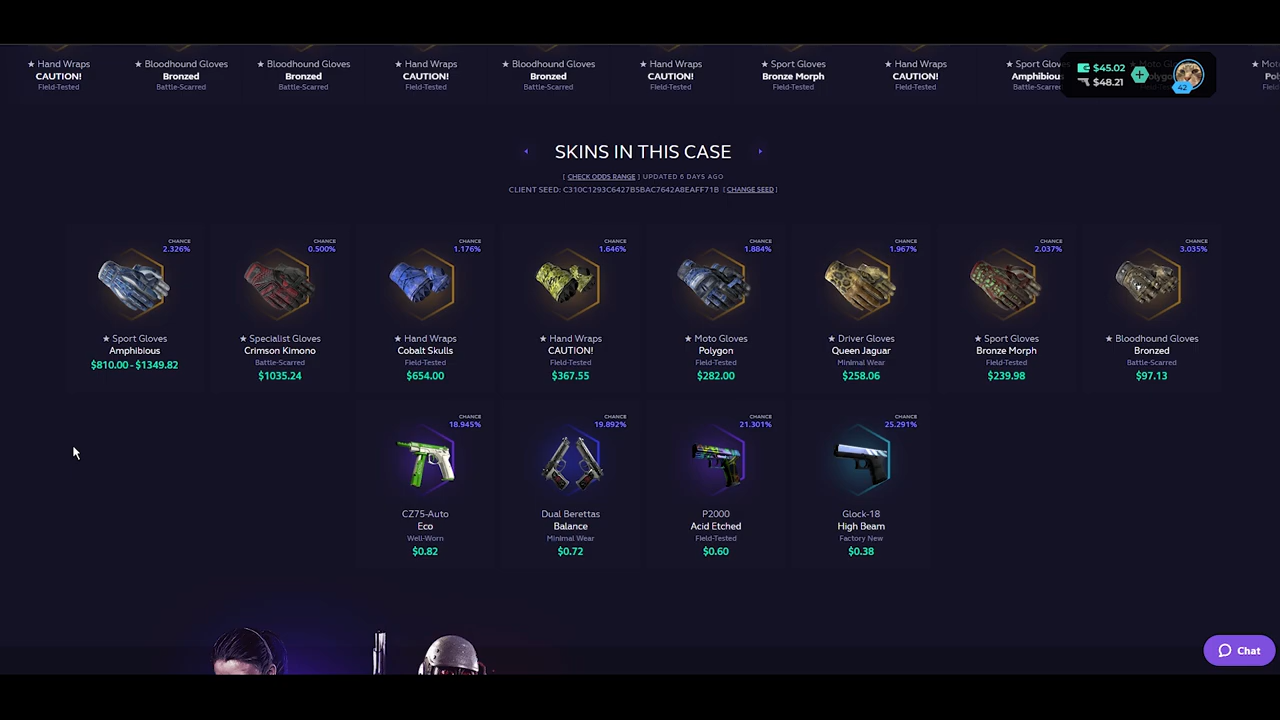 ★ Hand Wraps
CAUTION!
Field-Tested
★ Bloodhound Gloves
Bronzed
Battle-Scarred
★ Bloodhound Gloves
Bronzed
Battle-Scarred
★ Hand Wraps
CAUTION!
Field-Tested
★ Bloodhound Gloves
Bronzed
Battle-Scarred
★ Hand Wraps
CAUTION!
Field-Tested
★ Sport Gloves
Bronze Morph
Field-Tested
★ Hand Wraps
CAUTION!
Field-Tested
★ Sport Gloves
Amphibious
Battle-Scarred
$45.02
$48.21
42
SKINS IN THIS CASE
[ CHECK ODDS RANGE ] UPDATED 6 DAYS AGO
CLIENT SEED: C310C1293C6427B5BAC7642A8EAFF71B [ CHANGE SEED ]
CHANCE
2.326%
★ Sport Gloves
Amphibious
$810.00 - $1349.82
CHANCE
0.500%
★ Specialist Gloves
Crimson Kimono
Battle-Scarred
$1035.24
CHANCE
1.176%
★ Hand Wraps
Cobalt Skulls
Field-Tested
$654.00
CHANCE
1.646%
★ Hand Wraps
CAUTION!
Field-Tested
$367.55
CHANCE
1.884%
★ Moto Gloves
Polygon
Field-Tested
$282.00
CHANCE
1.967%
★ Driver Gloves
Queen Jaguar
Minimal Wear
$258.06
CHANCE
2.037%
★ Sport Gloves
Bronze Morph
Field-Tested
$239.98
CHANCE
3.035%
★ Bloodhound Gloves
Bronzed
Battle-Scarred
$97.13
CHANCE
18.945%
CZ75-Auto
Eco
Well-Worn
$0.82
CHANCE
19.892%
Dual Berettas
Balance
Minimal Wear
$0.72
CHANCE
21.301%
P2000
Acid Etched
Field-Tested
$0.60
CHANCE
25.291%
Glock-18
High Beam
Factory New
$0.38
Chat